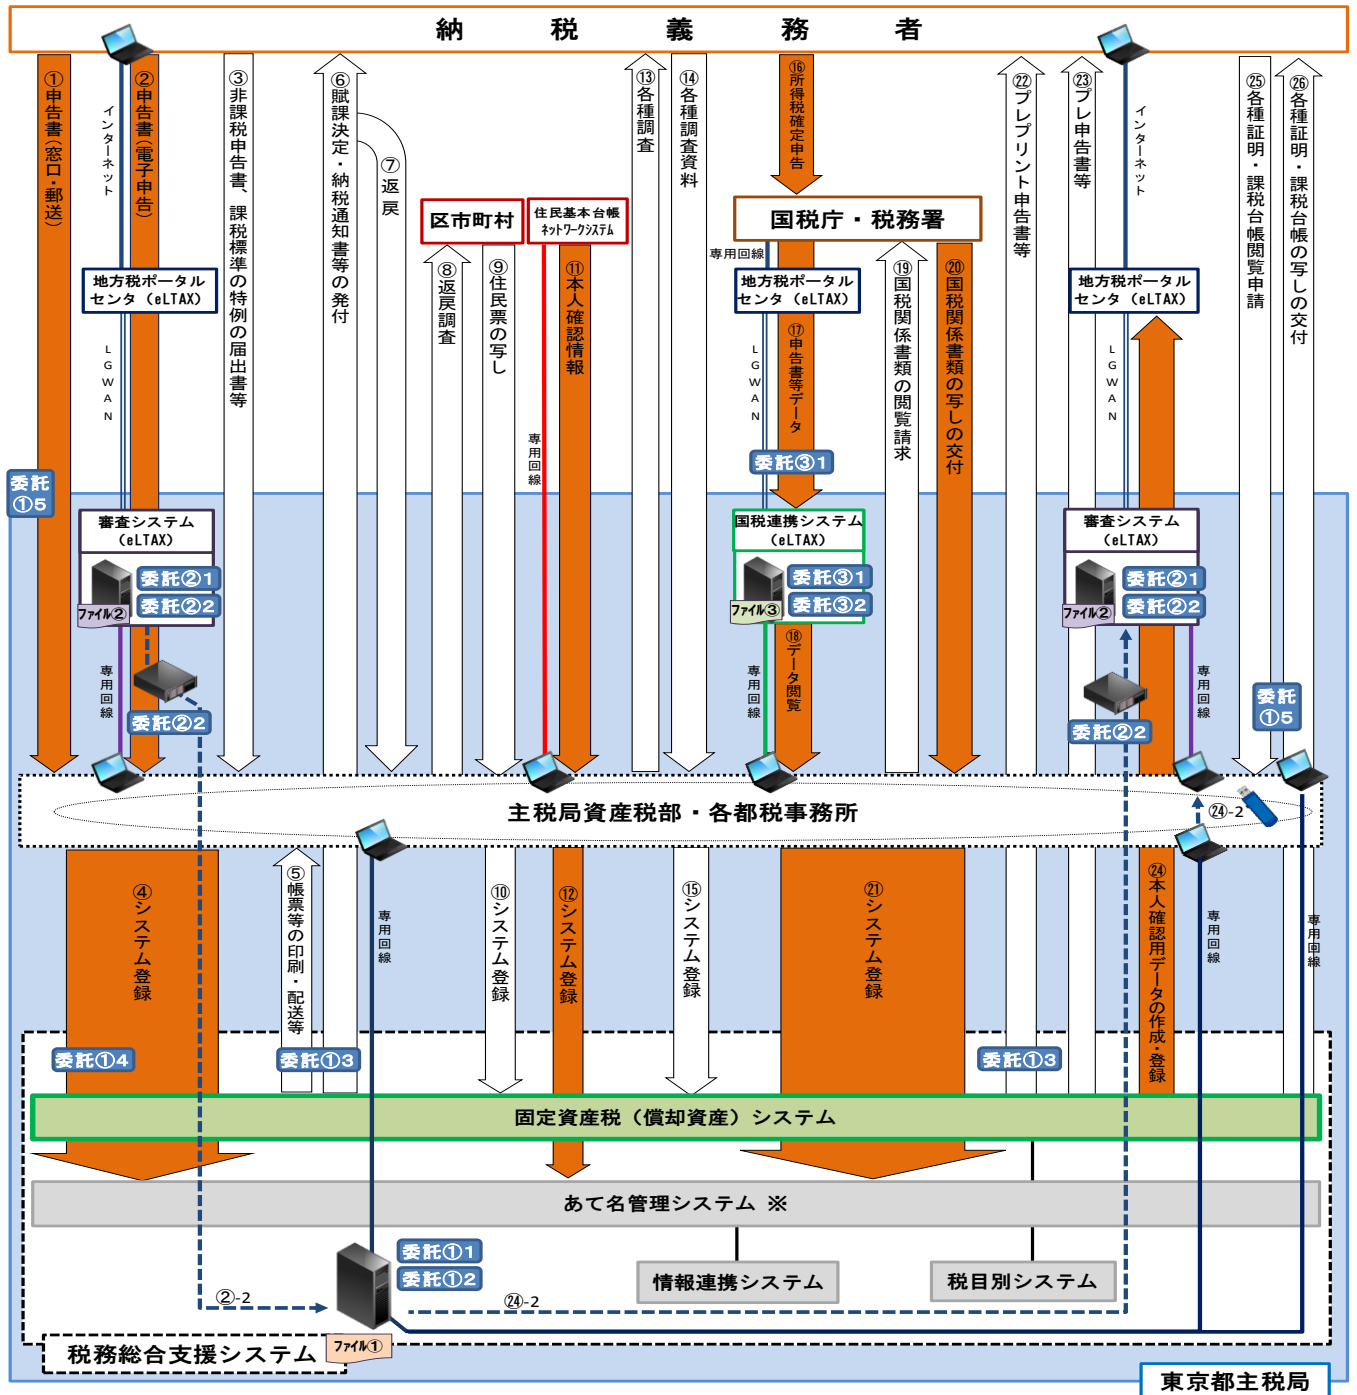 納税義務者
①申告書(窓口・郵送)
インターネット
②申告書(電子申告)
③非課税申告書、課税標準の特例の届出書等
⑥賦課決定・納税通知書等の発付
⑦返戻
⑬各種調査
⑭各種調査資料
⑯所得税確定申告
㉒プレプリント申告書等
㉓プレ申告書等
インターネット
㉕各種証明・課税台帳閲覧申請
㉖各種証明・課税台帳の写しの交付
区市町村
住民基本台帳
ネットワークシステム
国税庁・税務署
専用回線
地方税ポータル
センタ(eLTAX)
地方税ポータル
センタ(eLTAX)
地方税ポータル
センタ(eLTAX)
LGWAN
⑧返戻調査
⑨住民票の写し
専用回線
⑪本人確認情報
LGWAN
⑰申告書等データ
⑲国税関係書類の閲覧請求
⑳国税関係書類の写しの交付
LGWAN
委託
①5
委託③1
審査システム
(eLTAX)
委託②1
委託②2
ファイル②
国税連携システム
(eLTAX)
委託③1
委託③2
ファイル③
審査システム
(eLTAX)
委託②1
委託②2
ファイル②
専用回線
委託②2
専用回線
⑱データ閲覧
委託②2
専用回線
委託
①5
主税局資産税部・各都税事務所
㉔-2
④システム登録
⑤帳票等の印刷・配送等
専用回線
⑩システム登録
⑫システム登録
⑮システム登録
㉑システム登録
㉔本人確認用データの作成・登録
専用回線
専用回線
委託①4
委託①3
委託①3
固定資産税(償却資産)システム
あて名管理システム ※
委託①1
委託①2
情報連携システム
税目別システム
②-2
㉔-2
税務総合支援システム
ファイル①
東京都主税局